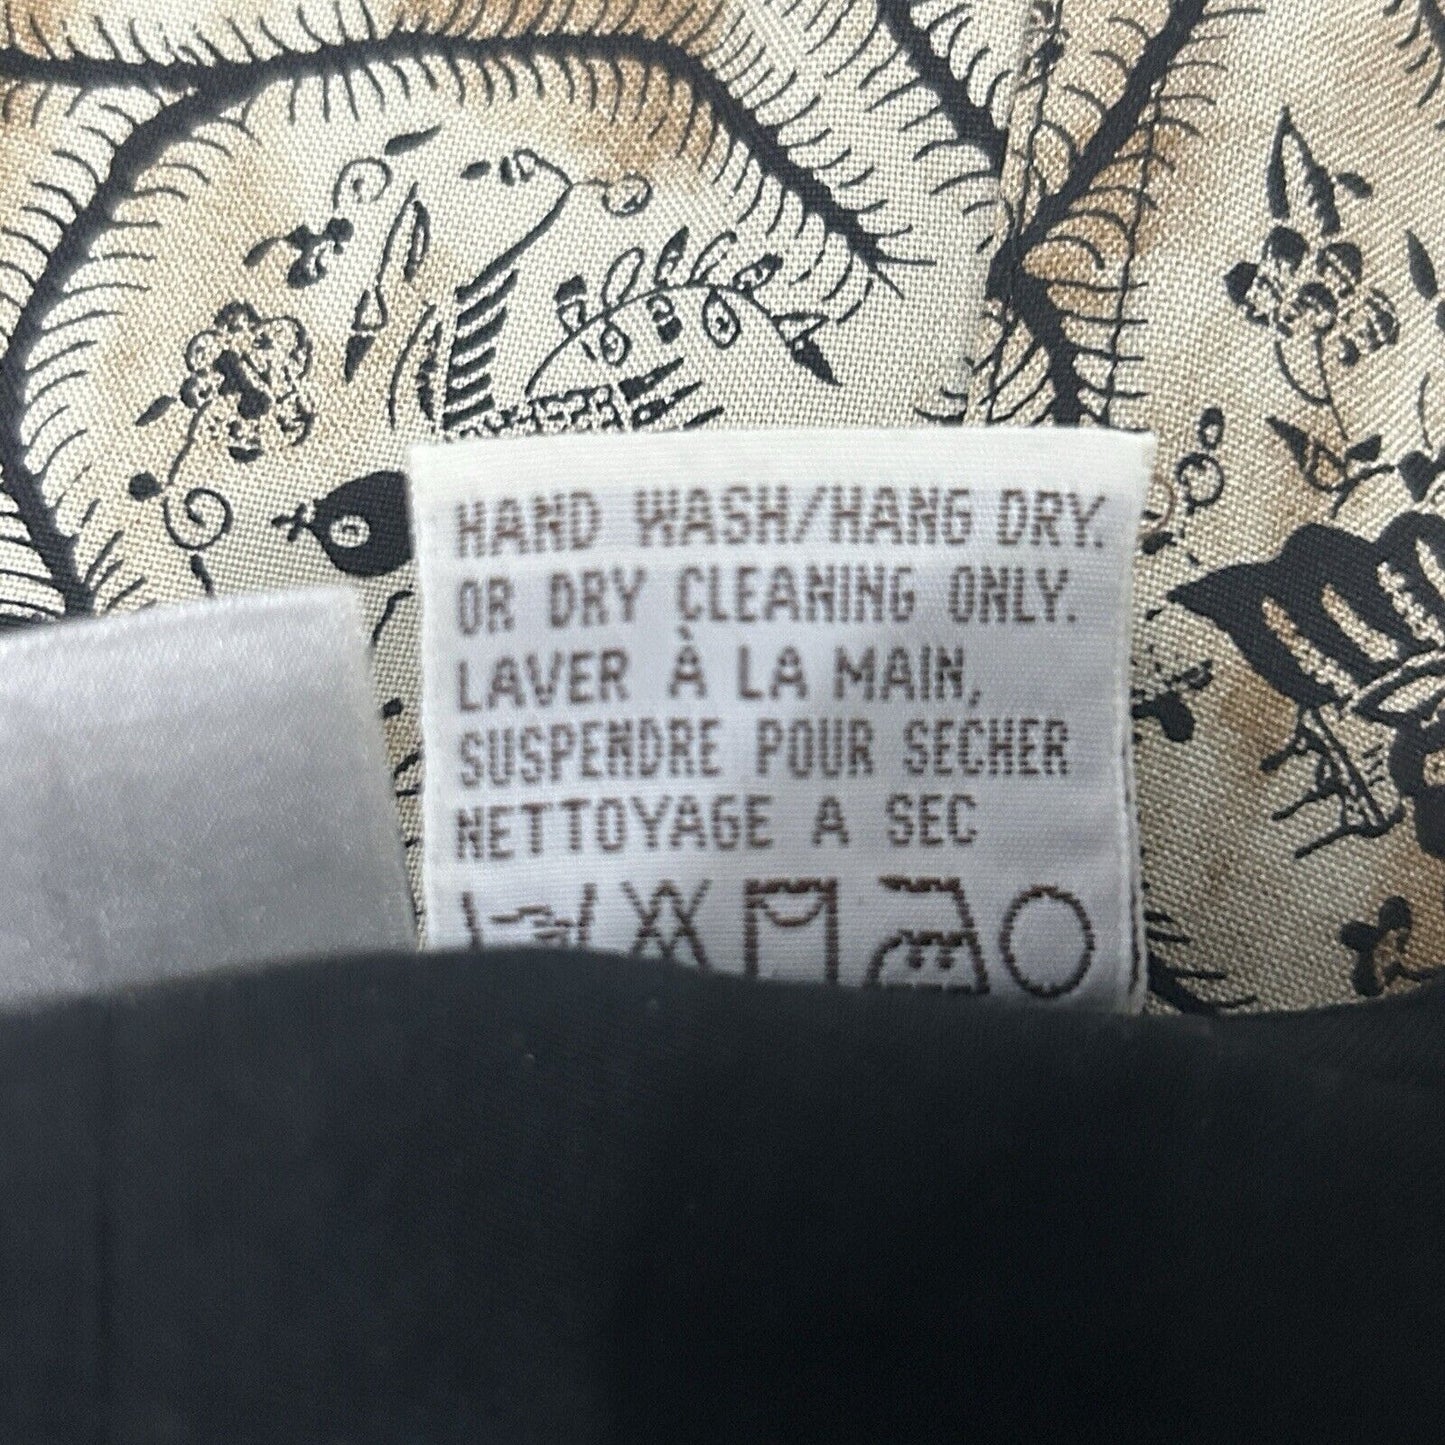 HAND WASH/HANG DRY.
OR DRY CLEANING ONLY.
LAVER À LA MAIN,
SUSPENDRE POUR SECHER
NETTOYAGE A SEC